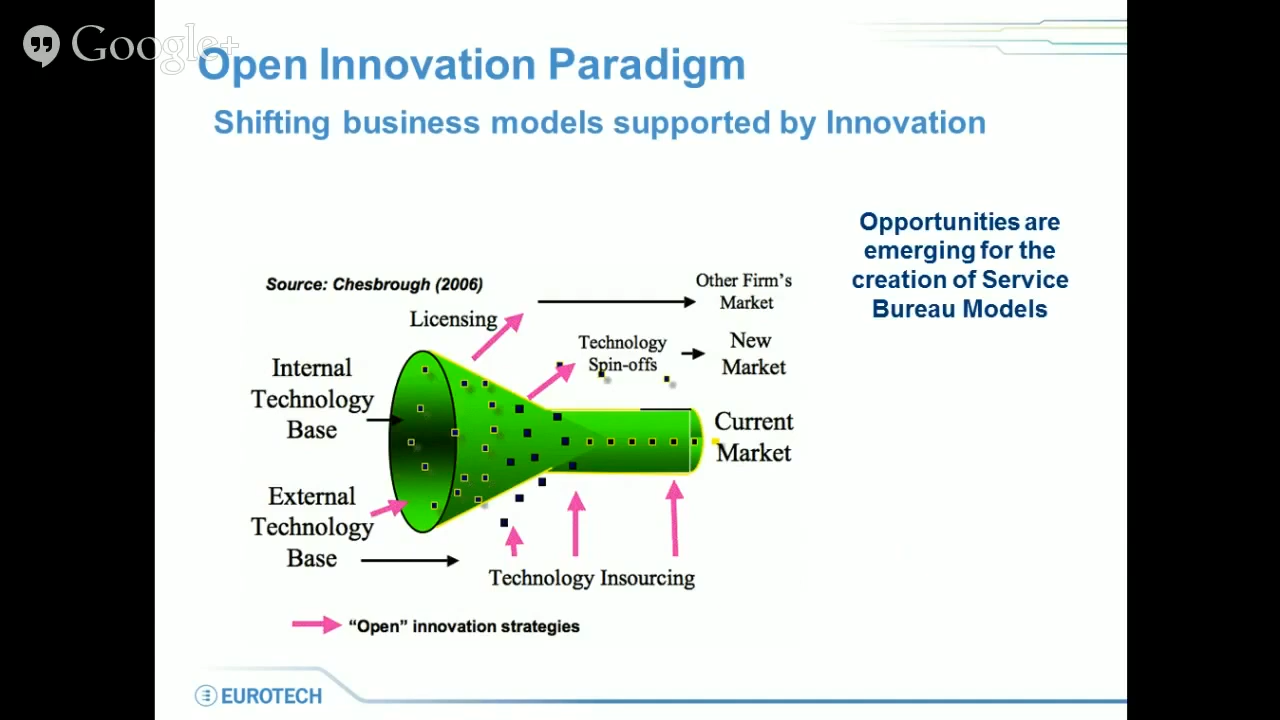 Google+
Open Innovation Paradigm
Shifting business models supported by Innovation
Opportunities are
emerging for the
creation of Service
Bureau Models
Source: Chesbrough (2006)
Other Firm's
Market
Licensing
Technology
Spin-offs
New
Market
Internal
Technology
Base
Current
Market
External
Technology
Base
Technology Insourcing
"Open" innovation strategies
EUROTECH